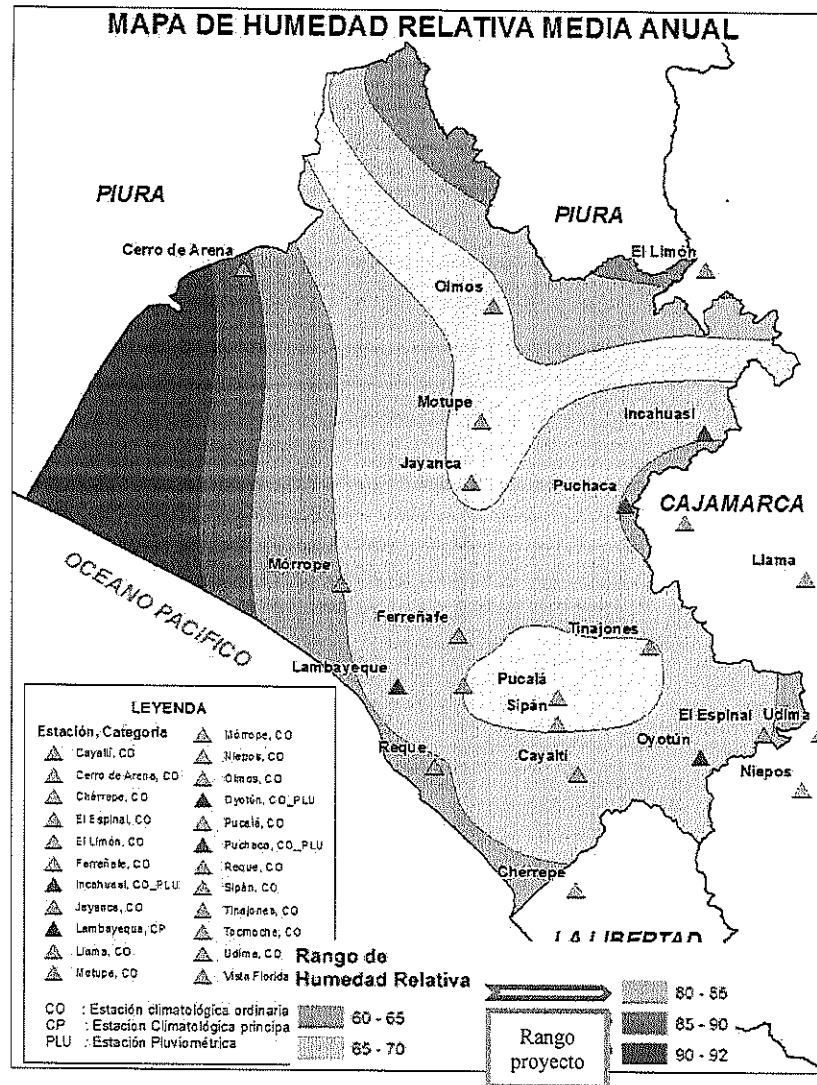 MAPA DE HUMEDAD RELATIVA MEDIA ANUAL
PIURA
PIURA
Cerro de Arena
El Limón
Olmos
Motupe
Incahuasi
Jayanca
Puchaca
CAJAMARCA
Llama
OCEANO PACÍFICO
Mórrope
Ferreñafe
Tinajones
Lambayeque
Pucalá
Sipán
El Espinal
Udima
Reque
Cayaltí
Oyotún
Niepos
Cherrepe
LA LIBERTAD
LEYENDA
Estación, Categoria
Cayaltí, CO
Cerro de Arena, CO
Chérrepe, CO
El Espinal, CO
El Limón, CO
Ferreñafe, CO
Incahuasi, CO_PLU
Jayanca, CO
Lambayeque, CP
Llama, CO
Motupe, CO
Mórrope, CO
Niepos, CO
Olmos, CO
Oyotún, CO_PLU
Pucalá, CO
Puchaca, CO_PLU
Reque, CO
Sipán, CO
Tinajones, CO
Tocmoche, CO
Udima, CO
Vista Florida
CO : Estación climatológica ordinaria
CP : Estacion Climatológica principa
PLU : Estación Pluviométrica
Rango de
Humedad Relativa
60 - 65
65 - 70
80 - 85
85 - 90
90 - 92
Rango
proyecto